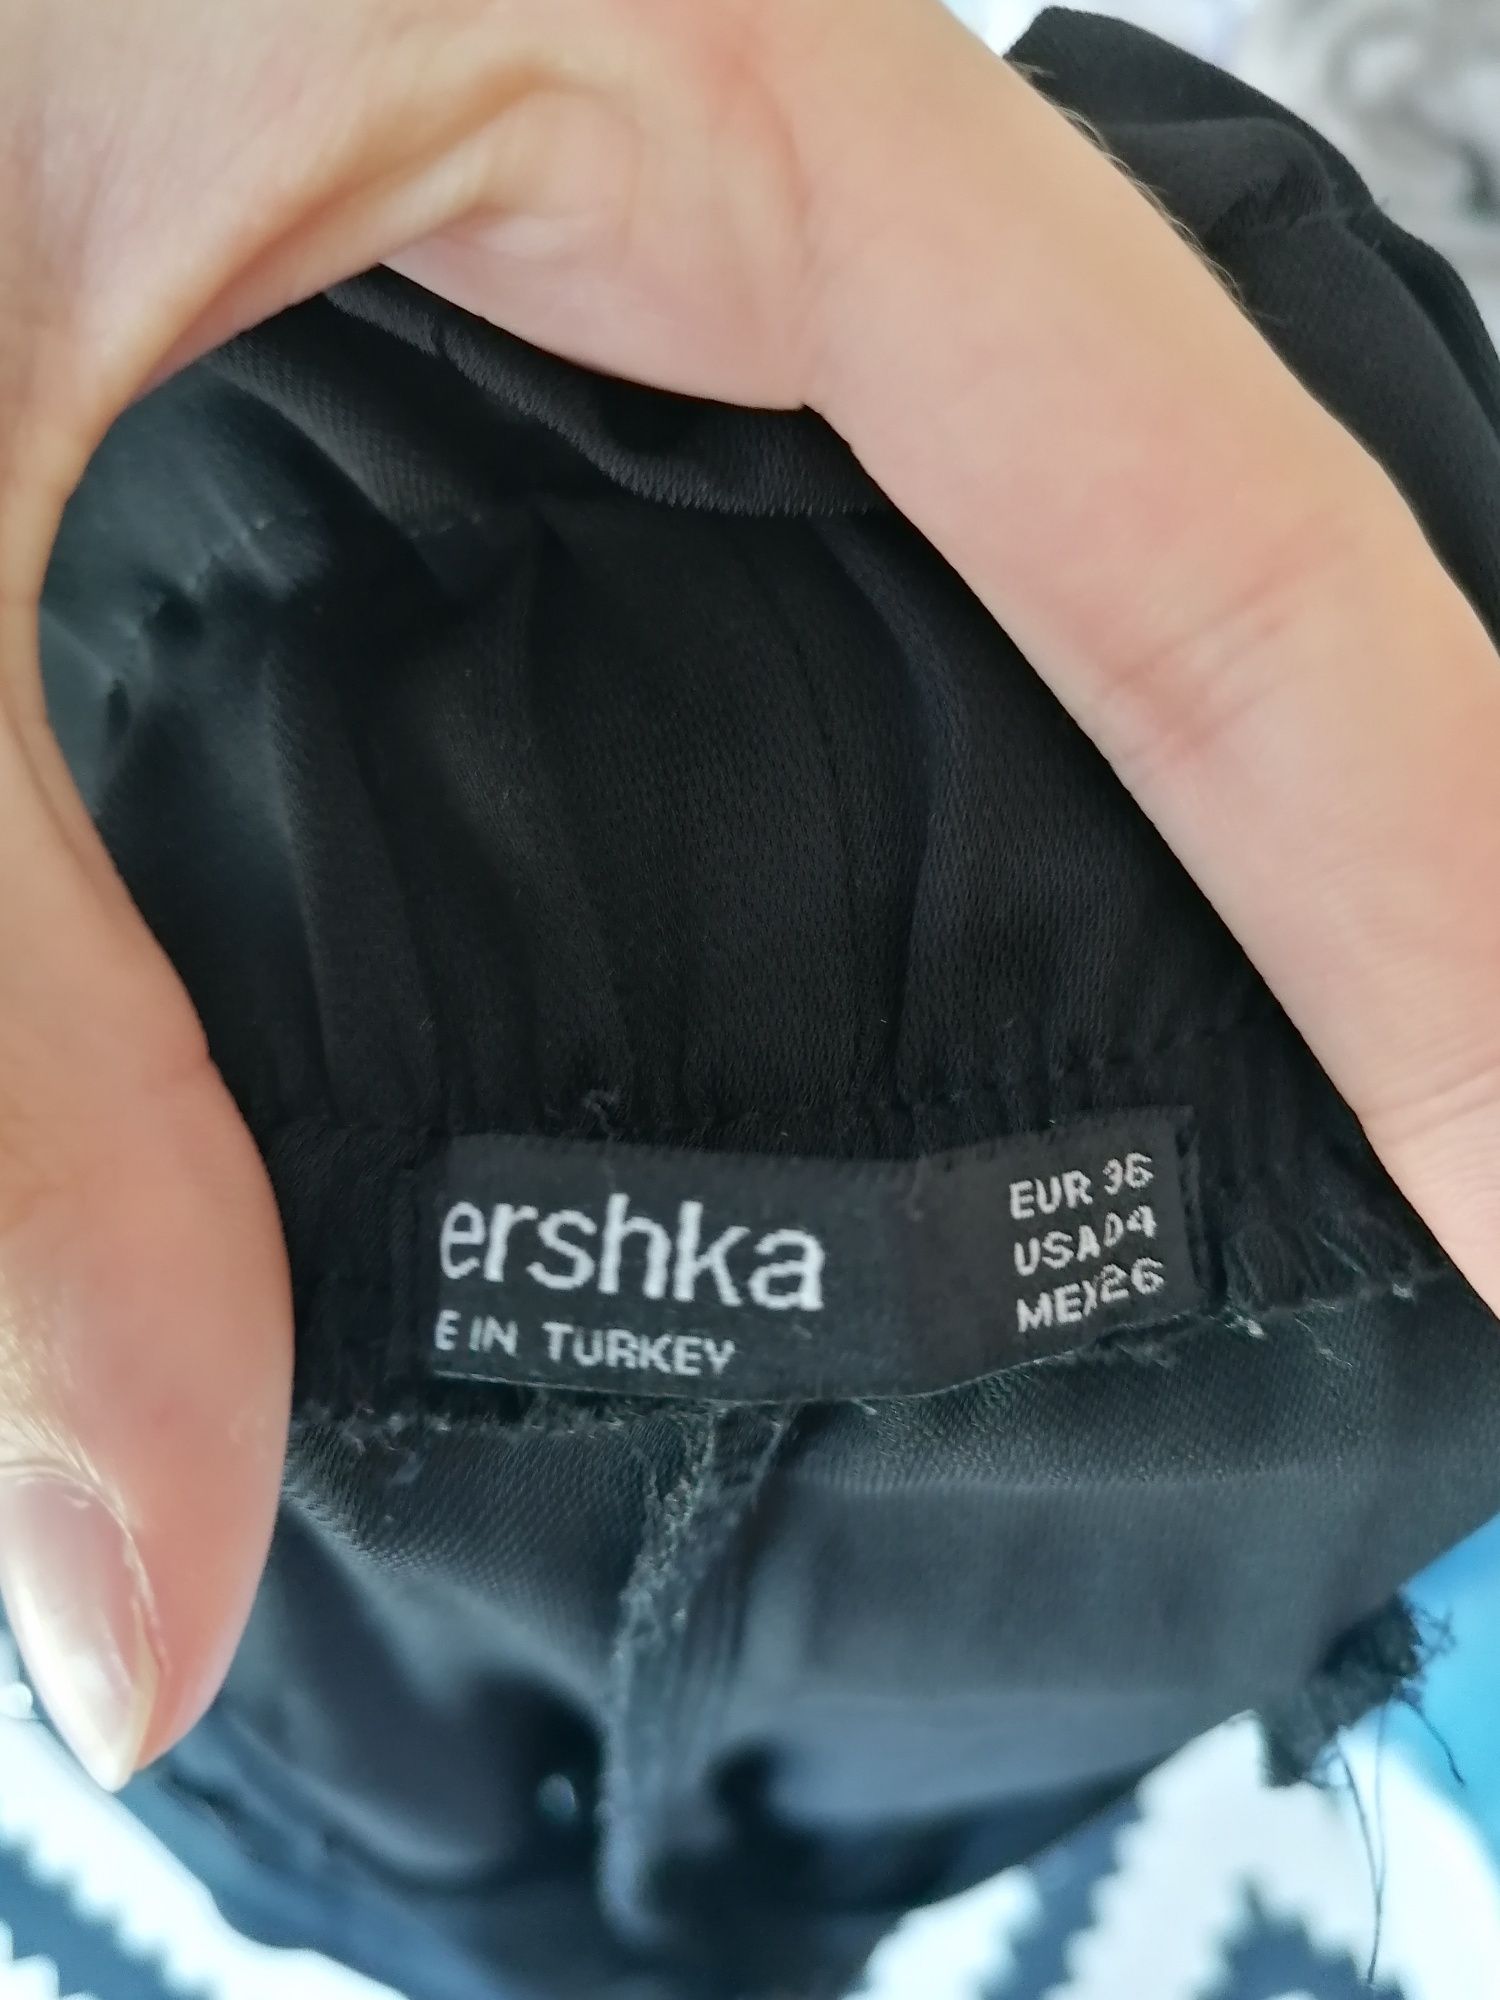 ershka
E IN TURKEY
EUR 36
USA 04
MEX 26